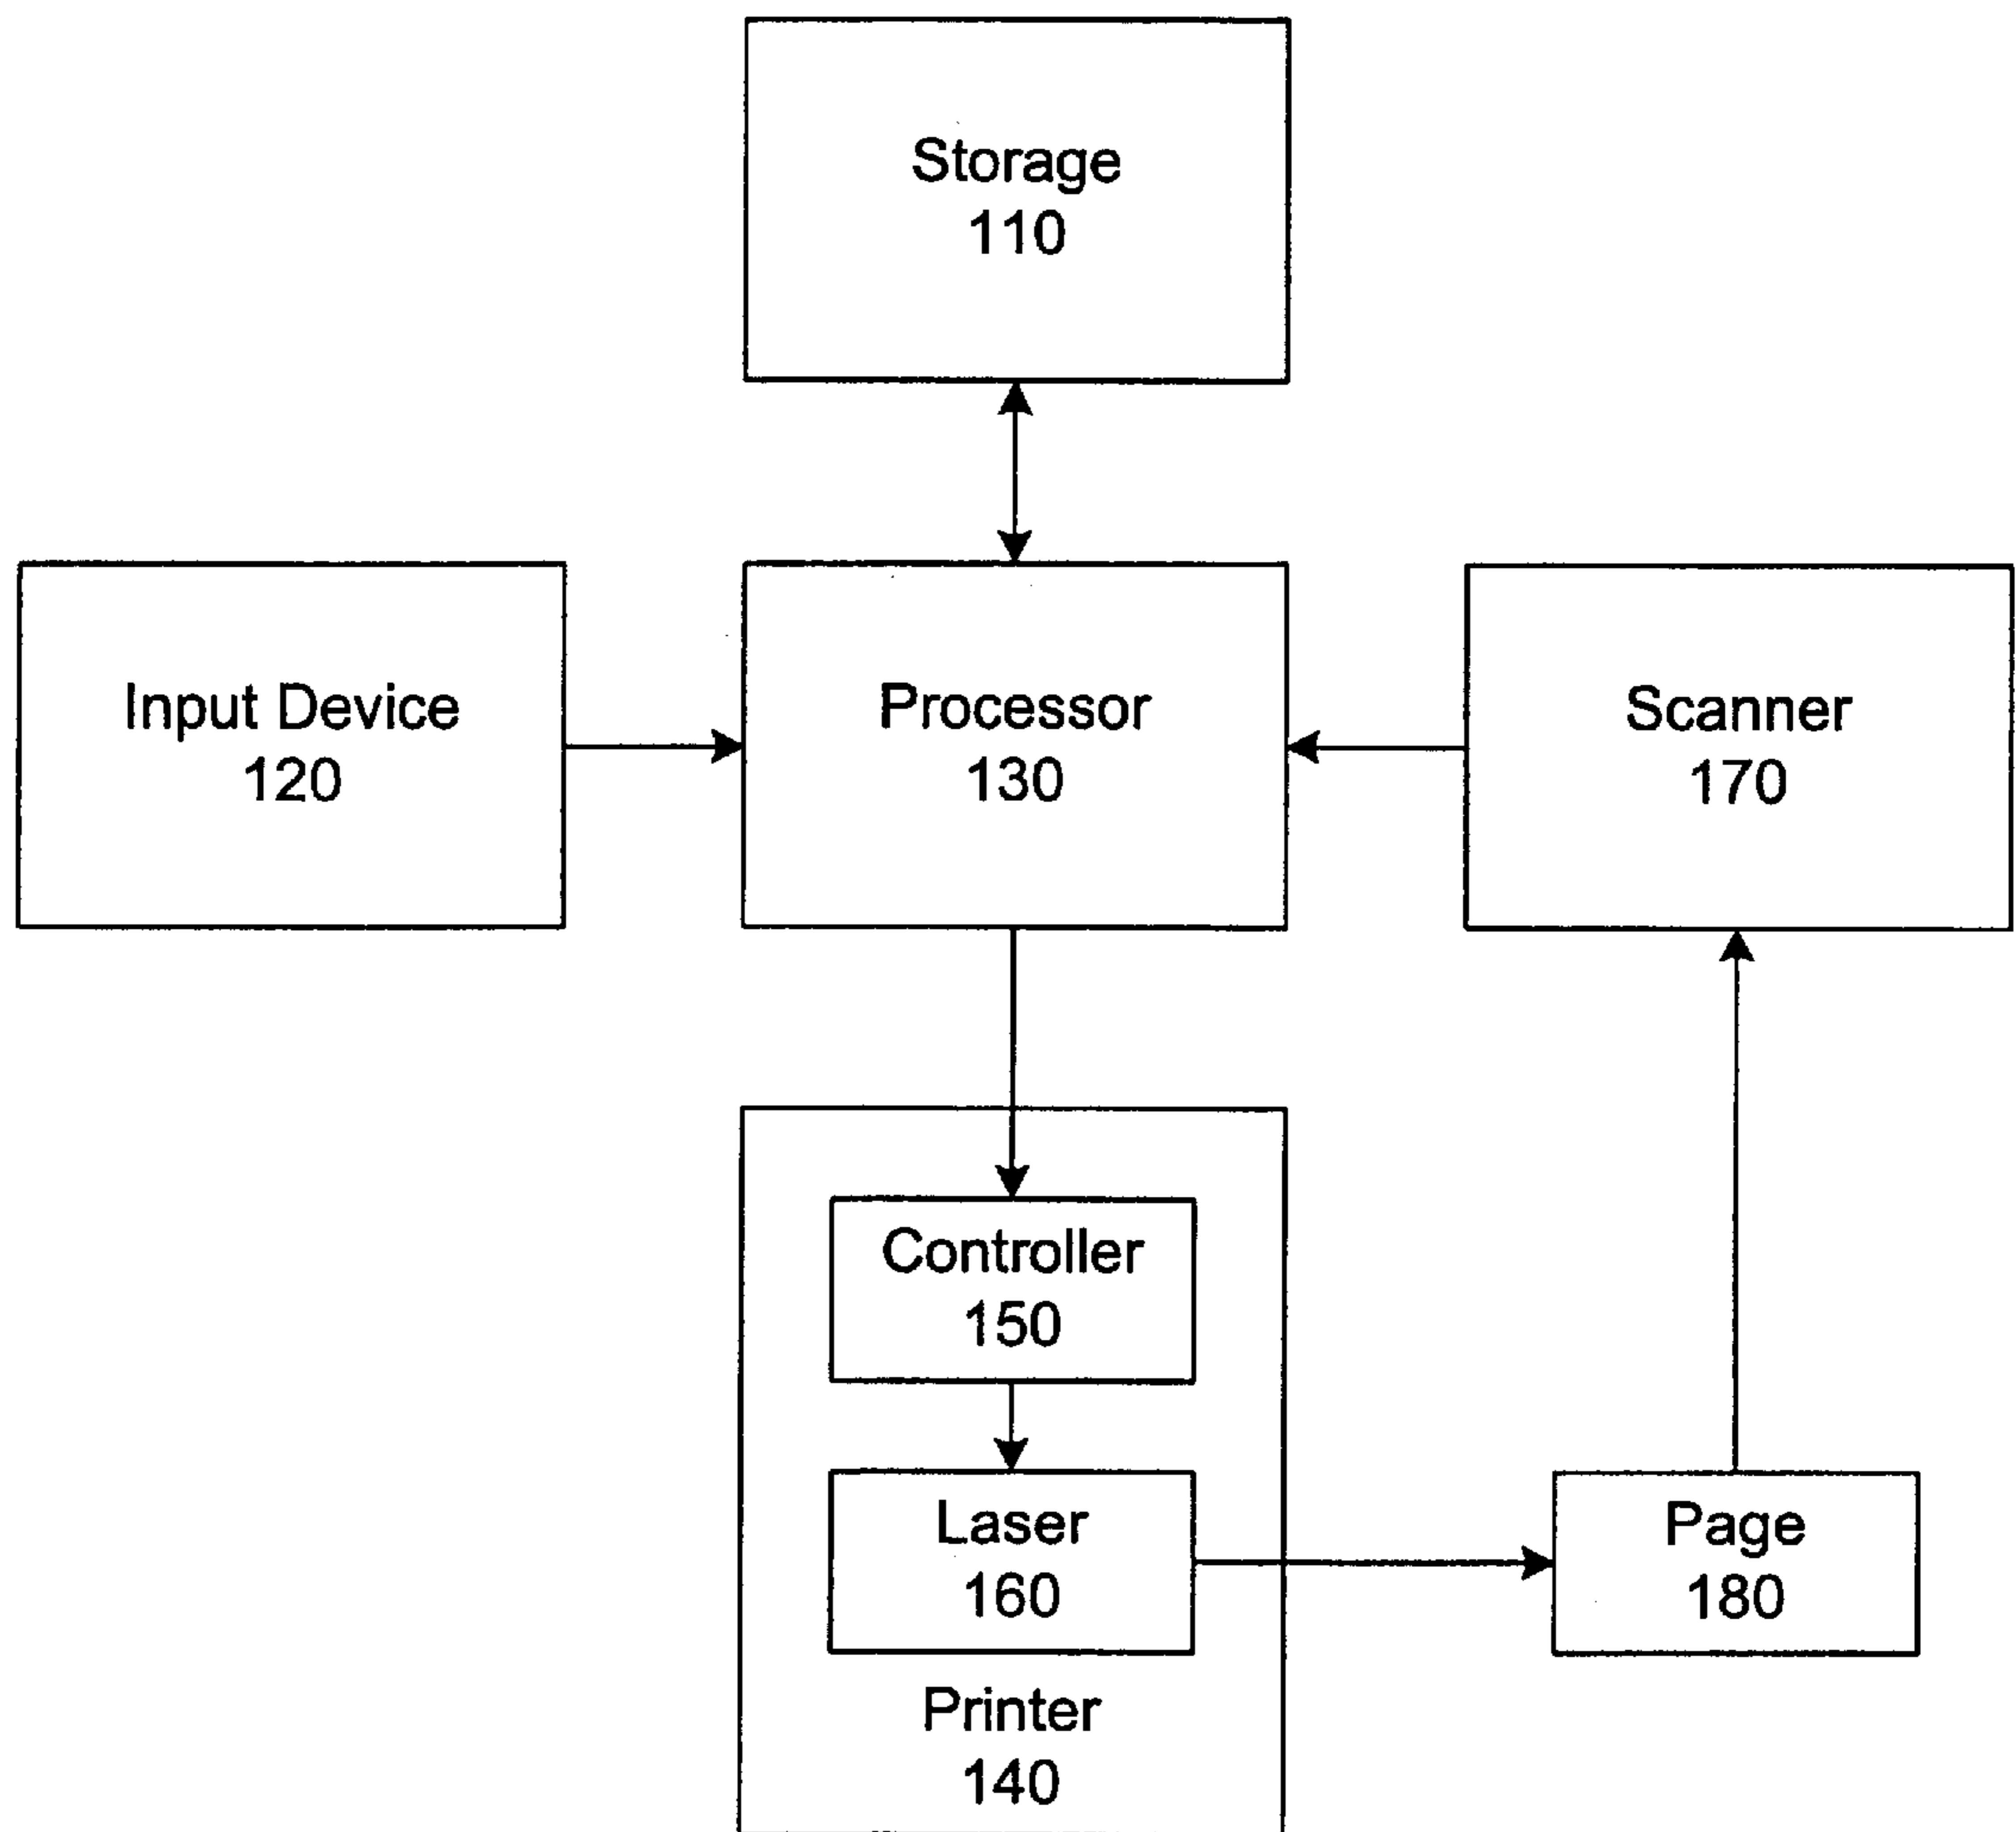 Storage
110
Input Device
120
Processor
130
Scanner
170
Controller
150
Laser
160
Page
180
Printer
140